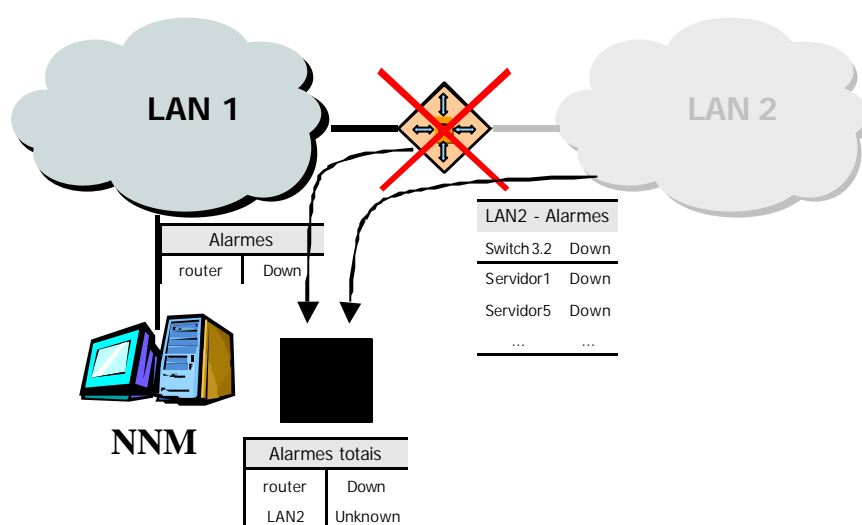 LAN 1
LAN 2
LAN2 - Alarmes
Switch 3.2 Down
Servidor1 Down
Servidor5 Down
... ...
Alarmes
router Down
NNM
Alarmes totais
router Down
LAN2 Unknown